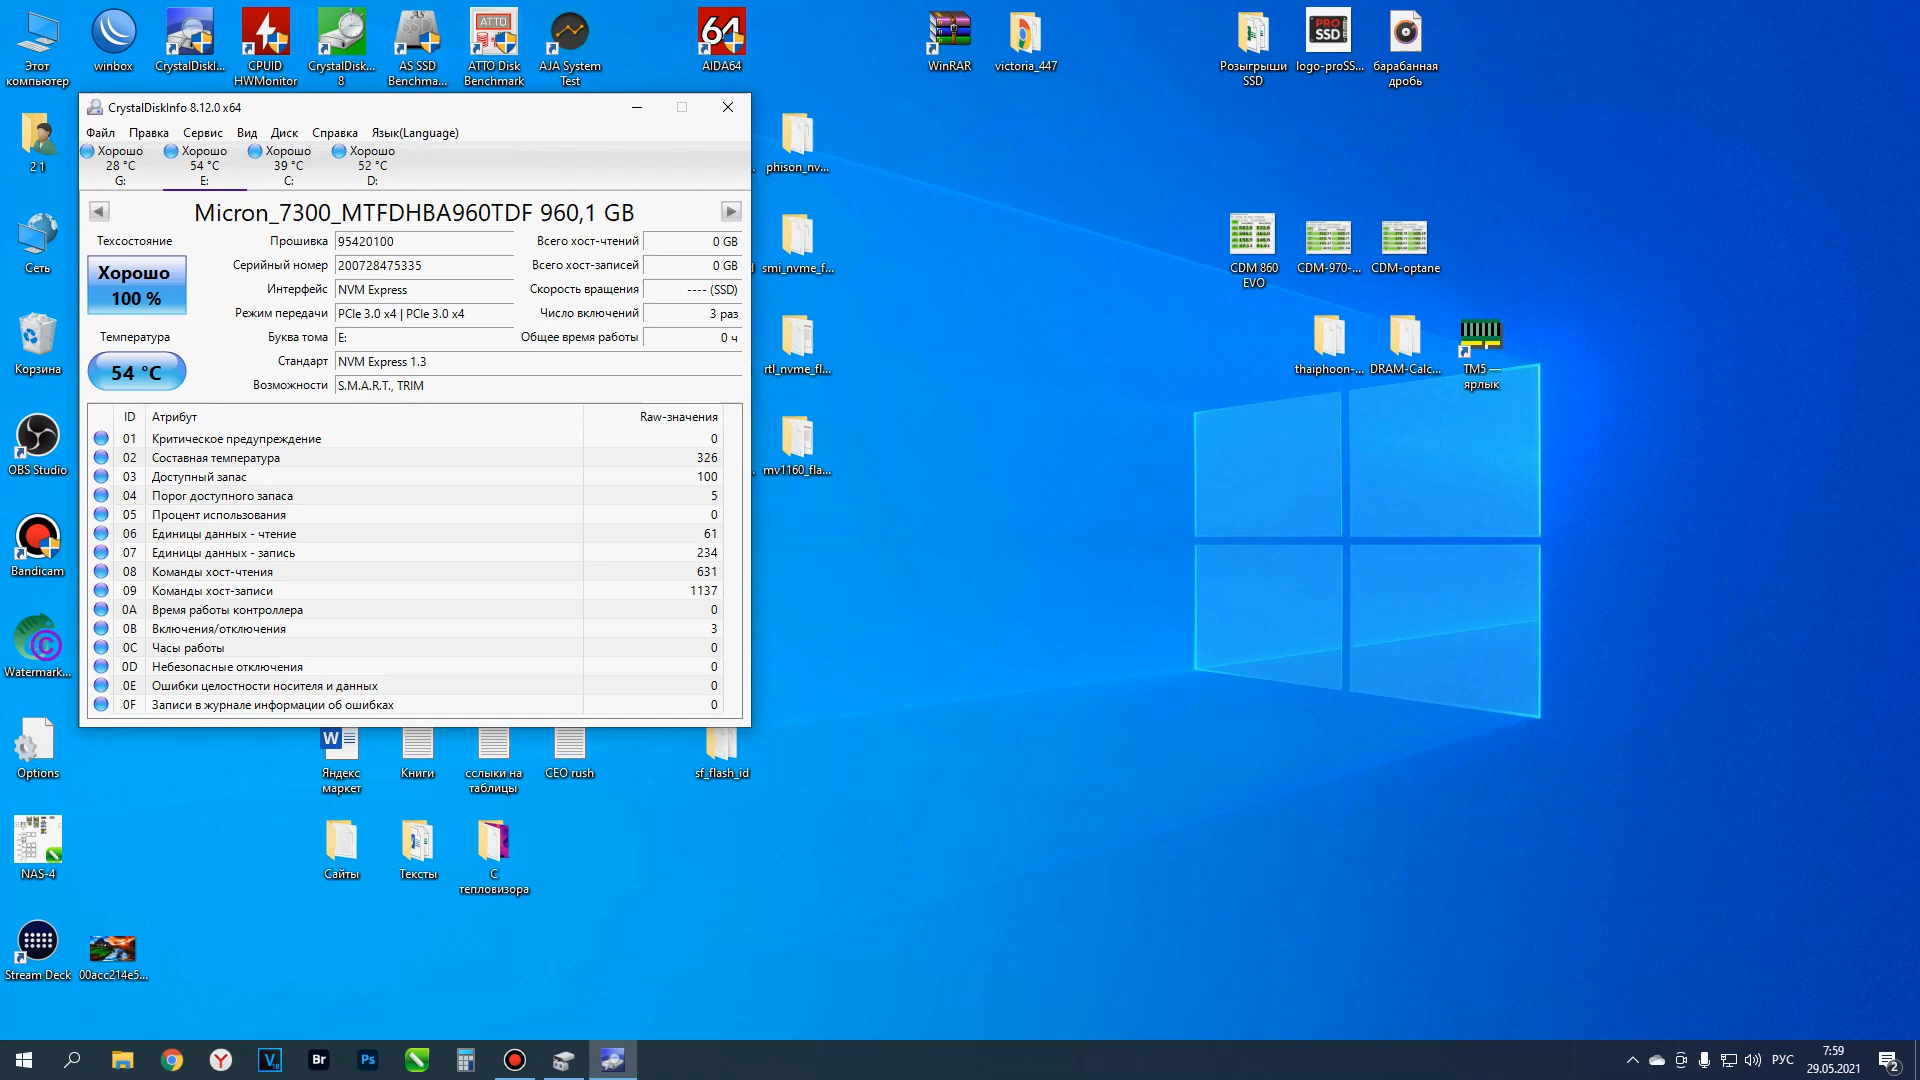 Этот компьютер
winbox
CrystalDiskI...
CPUID HWMonitor
CrystalDisk... 8
AS SSD Benchma...
ATTO Disk Benchmark
AJA System Test
AIDA64
WinRAR
victoria_447
Розыгрыши SSD
logo-proSS...
барабанная дробь
CrystalDiskInfo 8.12.0 x64
Файл Правка Сервис Вид Диск Справка Язык(Language)
Хорошо Хорошо Хорошо Хорошо
28 °C 54 °C 39 °C 52 °C
G: E: C: D:
Micron_7300_MTFDHBA960TDF 960,1 GB
Техсостояние
Хорошо
100 %
Температура
54 °C
Прошивка 95420100
Серийный номер 200728475335
Интерфейс NVM Express
Режим передачи PCIe 3.0 x4 | PCIe 3.0 x4
Буква тома E:
Стандарт NVM Express 1.3
Возможности S.M.A.R.T., TRIM
Всего хост-чтений 0 GB
Всего хост-записей 0 GB
Скорость вращения ---- (SSD)
Число включений 3 раз
Общее время работы 0 ч
ID Атрибут Raw-значения
01 Критическое предупреждение 0
02 Составная температура 326
03 Доступный запас 100
04 Порог доступного запаса 5
05 Процент использования 0
06 Единицы данных - чтение 61
07 Единицы данных - запись 234
08 Команды хост-чтения 631
09 Команды хост-записи 1137
0A Время работы контроллера 0
0B Включения/отключения 3
0C Часы работы 0
0D Небезопасные отключения 0
0E Ошибки целостности носителя и данных 0
0F Записи в журнале информации об ошибках 0
2 1
Сеть
Корзина
OBS Studio
Bandicam
Watermark...
Options
NAS-4
Stream Deck
00acc214e5...
phison_nv...
smi_nvme_f...
rtl_nvme_fl...
mv1160_fla...
CDM 860 EVO
CDM-970-...
CDM-optane
thaiphoon-...
DRAM-Calc...
TM5 — ярлык
Яндекс маркет
Книги
сслыки на таблицы
CEO rush
sf_flash_id
Сайты
Тексты
С тепловизора
РУС
7:59
29.05.2021
2